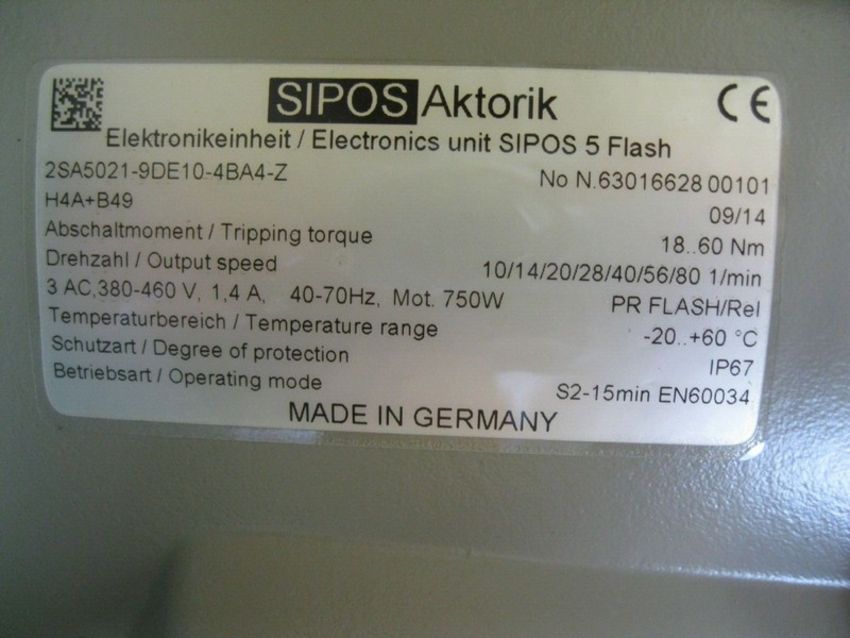 SIPOS Aktorik CE
Elektronikeinheit / Electronics unit SIPOS 5 Flash
2SA5021-9DE10-4BA4-Z No N.63016628 00101
H4A+B49 09/14
Abschaltmoment / Tripping torque 18..60 Nm
Drehzahl / Output speed 10/14/20/28/40/56/80 1/min
3 AC,380-460 V, 1,4 A, 40-70Hz, Mot. 750W PR FLASH/Rel
Temperaturbereich / Temperature range -20..+60 °C
Schutzart / Degree of protection IP67
Betriebsart / Operating mode S2-15min EN60034
MADE IN GERMANY